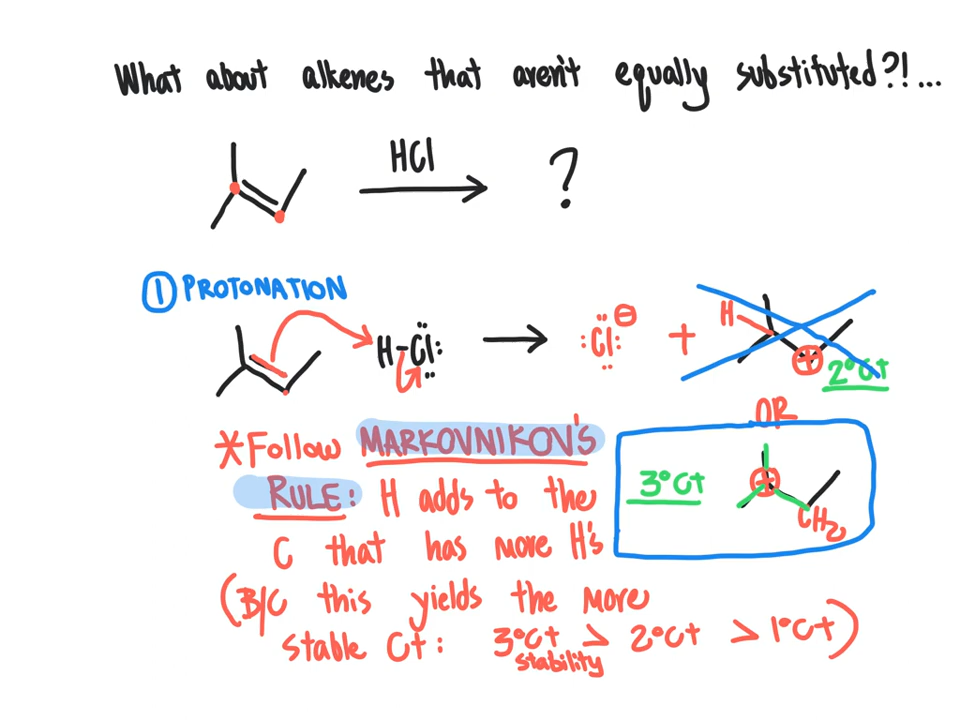 What about alkenes that aren't equally substituted?!...
HCl
?
① PROTONATION
H-Cl:
:Cl:⊖ + H ⊕ 2°C+
OR
*Follow MARKOVNIKOV'S
RULE: H adds to the
C that has more H's
3°C+ ⊕ CH2
(B/C this yields the more
stable C+: 3°C+ > 2°C+ > 1°C+)
stability